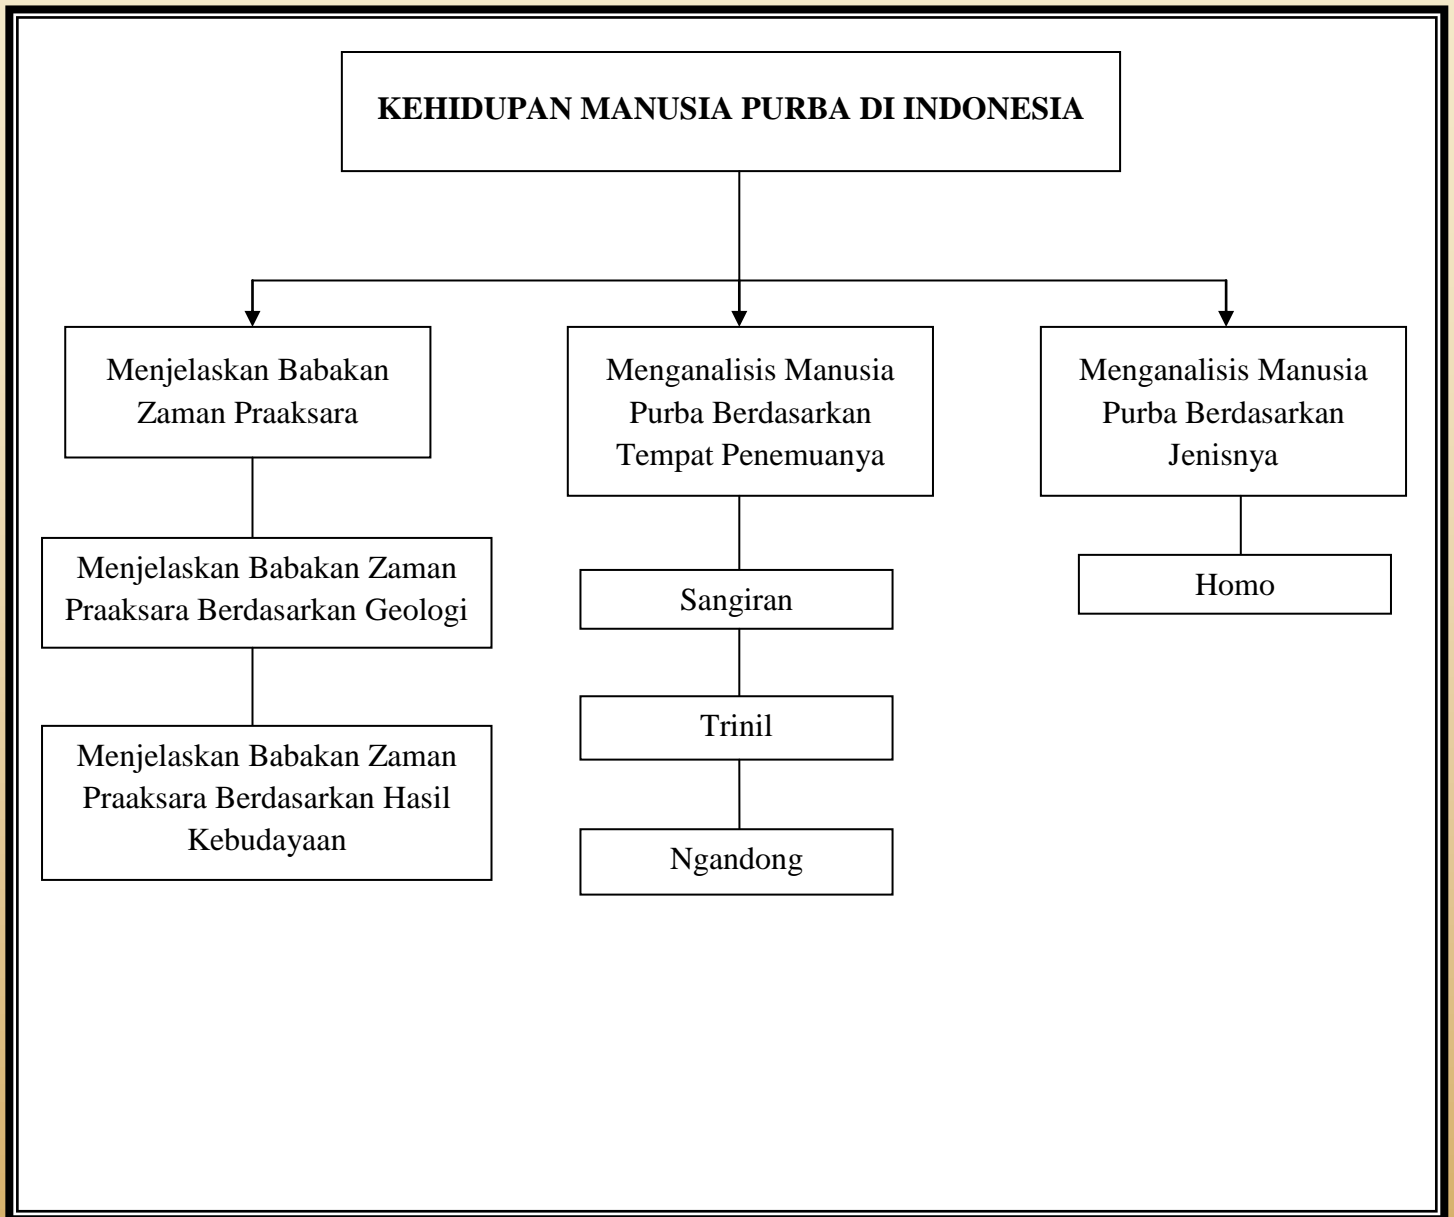 KEHIDUPAN MANUSIA PURBA DI INDONESIA
Menjelaskan Babakan
Zaman Praaksara
Menjelaskan Babakan Zaman
Praaksara Berdasarkan Geologi
Menjelaskan Babakan Zaman
Praaksara Berdasarkan Hasil
Kebudayaan
Menganalisis Manusia
Purba Berdasarkan
Tempat Penemuanya
Sangiran
Trinil
Ngandong
Menganalisis Manusia
Purba Berdasarkan
Jenisnya
Homo